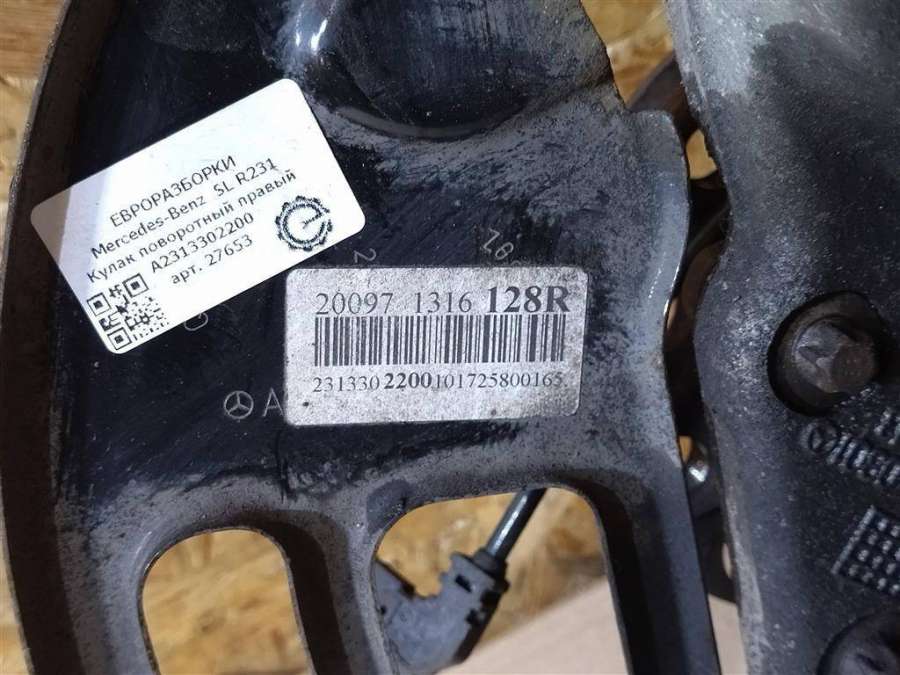 ЕВРОРАЗБОРКИ
Mercedes-Benz SL R231
Кулак поворотный правый
A2313302200
арт. 27653
20097 1316 128R
2313302200101725800165
A